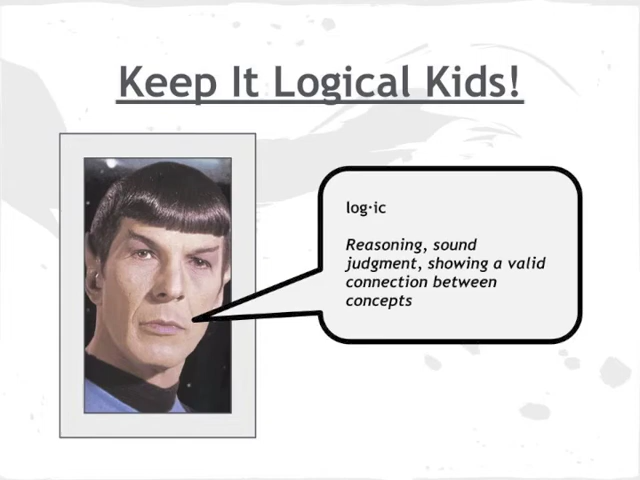 Keep It Logical Kids!
log·ic
Reasoning, sound
judgment, showing a valid
connection between
concepts